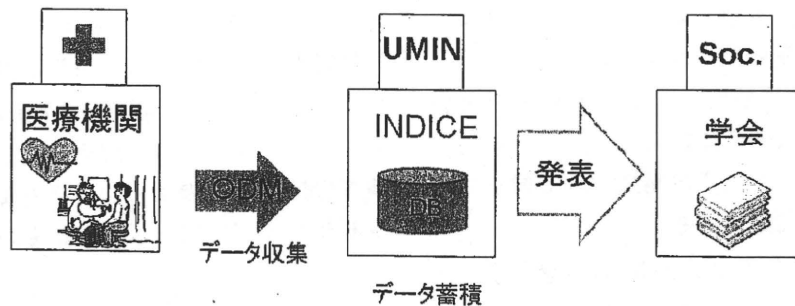 医療機関
ODM
データ収集
UMIN
INDICE
DB
データ蓄積
発表
Soc.
学会